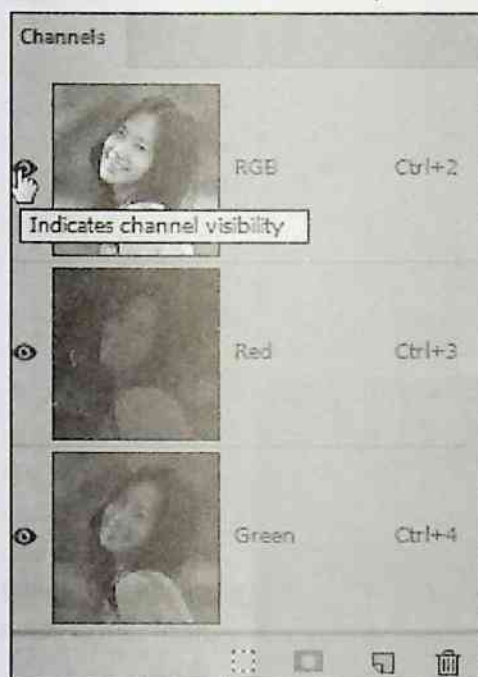 Channels
RGB Ctrl+2
Indicates channel visibility
Red Ctrl+3
Green Ctrl+4